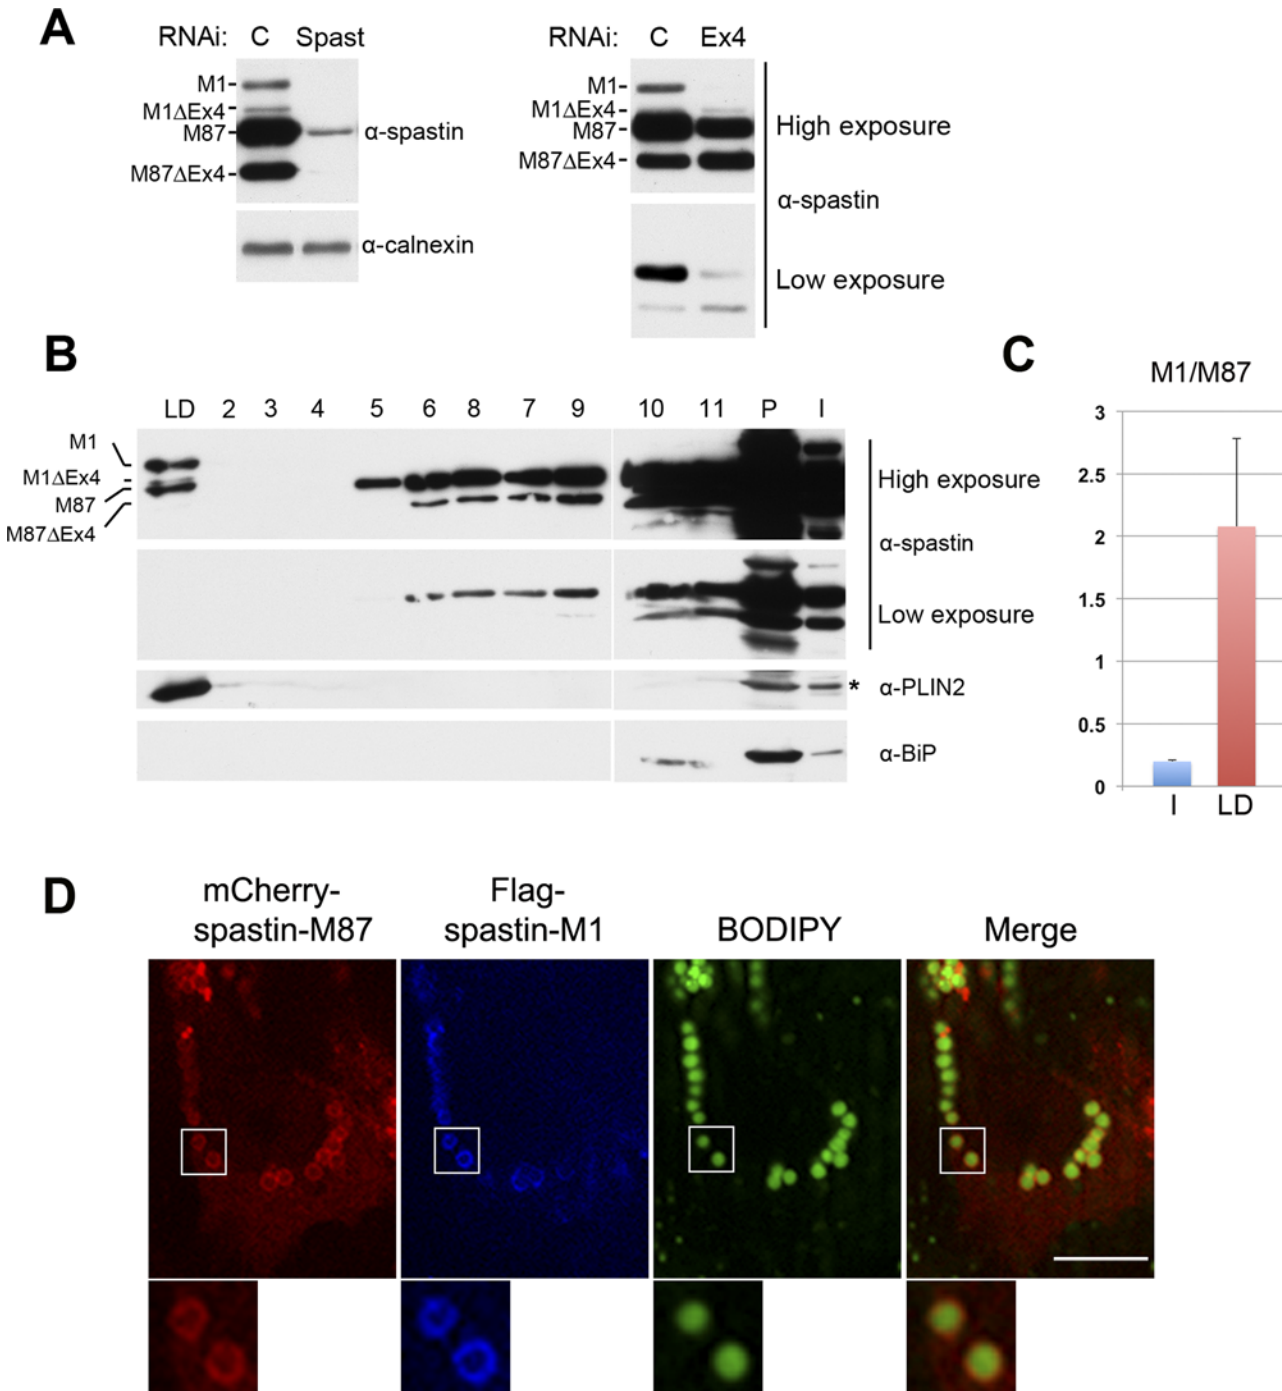 A
RNAi: C Spast
M1
M1ΔEx4
M87
M87ΔEx4
α-spastin
α-calnexin
RNAi: C Ex4
M1
M1ΔEx4
M87
M87ΔEx4
High exposure
α-spastin
Low exposure
B
LD 2 3 4 5 6 8 7 9 10 11 P I
M1
M1ΔEx4
M87
M87ΔEx4
High exposure
α-spastin
Low exposure
* α-PLIN2
α-BiP
C
M1/M87
3
2.5
2
1.5
1
0.5
0
I LD
D
mCherry-
spastin-M87
Flag-
spastin-M1
BODIPY
Merge